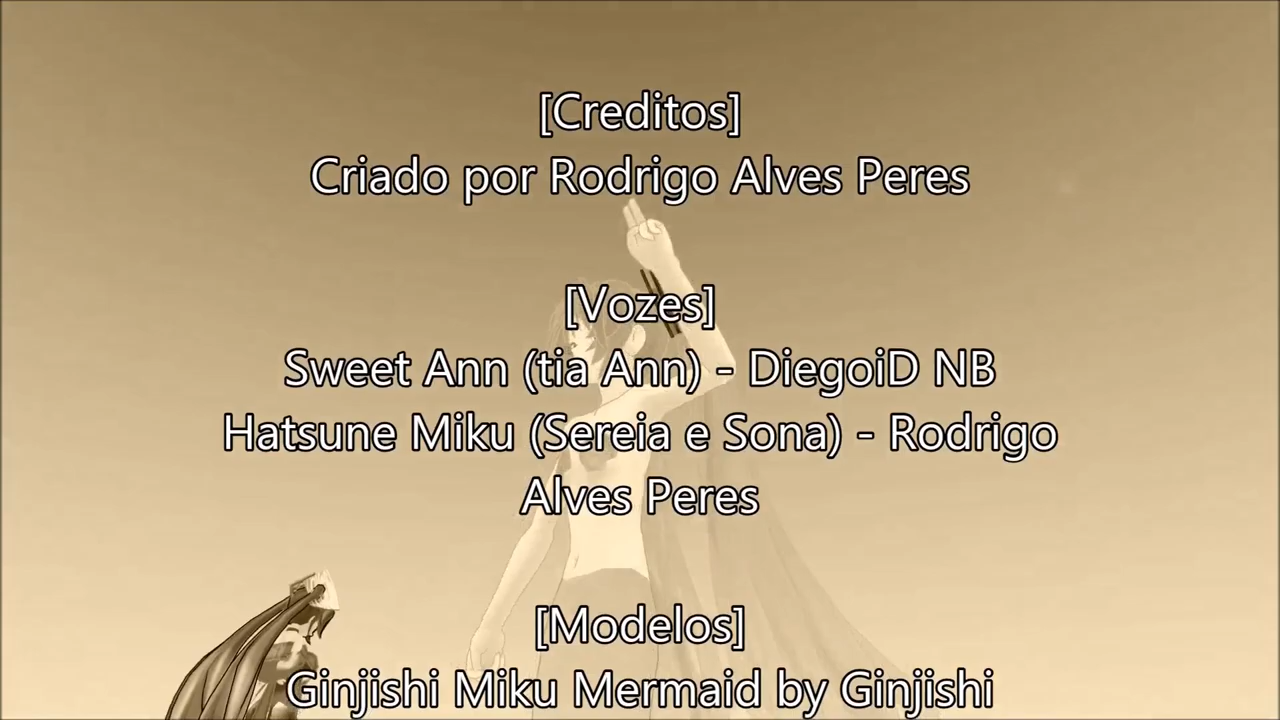 [Creditos]
Criado por Rodrigo Alves Peres
[Vozes]
Sweet Ann (tia Ann) - DiegoiD NB
Hatsune Miku (Sereia e Sona) - Rodrigo
Alves Peres
[Modelos]
Ginjishi Miku Mermaid by Ginjishi